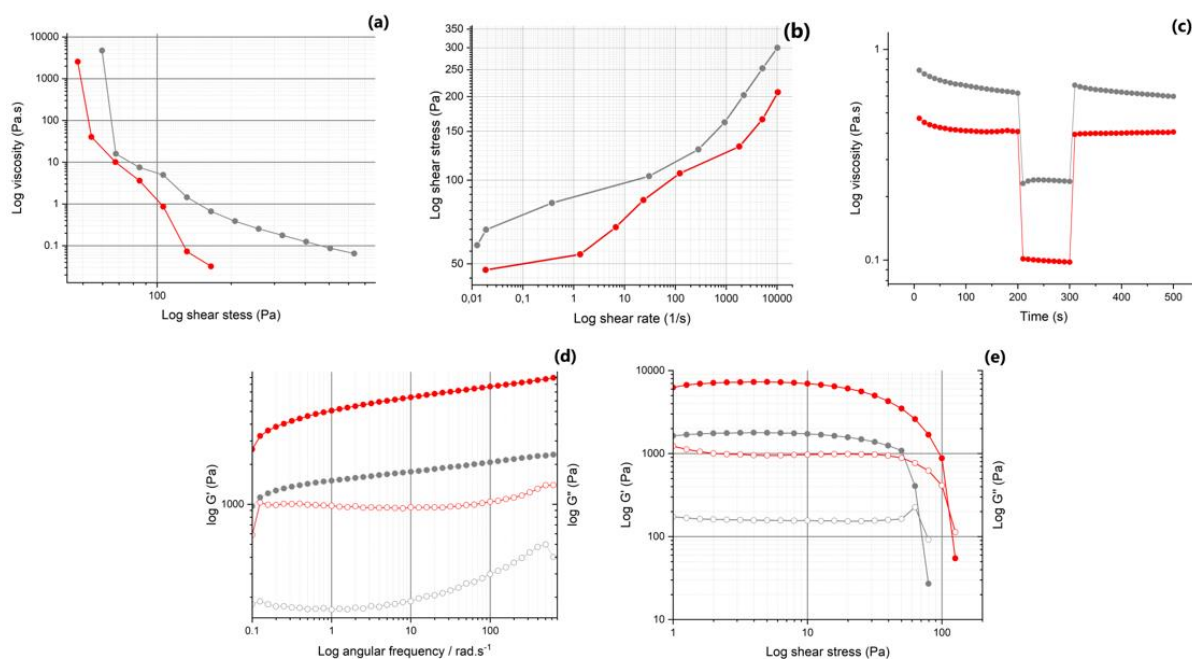 (a)
Log viscosity (Pa.s)
10000
1000
100
10
1
0.1
100
Log shear stess (Pa)
(b)
Log shear stress (Pa)
300
250
200
150
100
50
0,01
0,1
1
10
100
1000
10000
Log shear rate (1/s)
(c)
Log viscosity (Pa.s)
1
0.1
0
100
200
300
400
500
Time (s)
(d)
log G' (Pa)
1000
log G" (Pa)
0.1
1
10
100
Log angular frequency / rad.s⁻¹
(e)
Log G' (Pa)
10000
1000
100
10
Log G" (Pa)
1
10
100
Log shear stress (Pa)